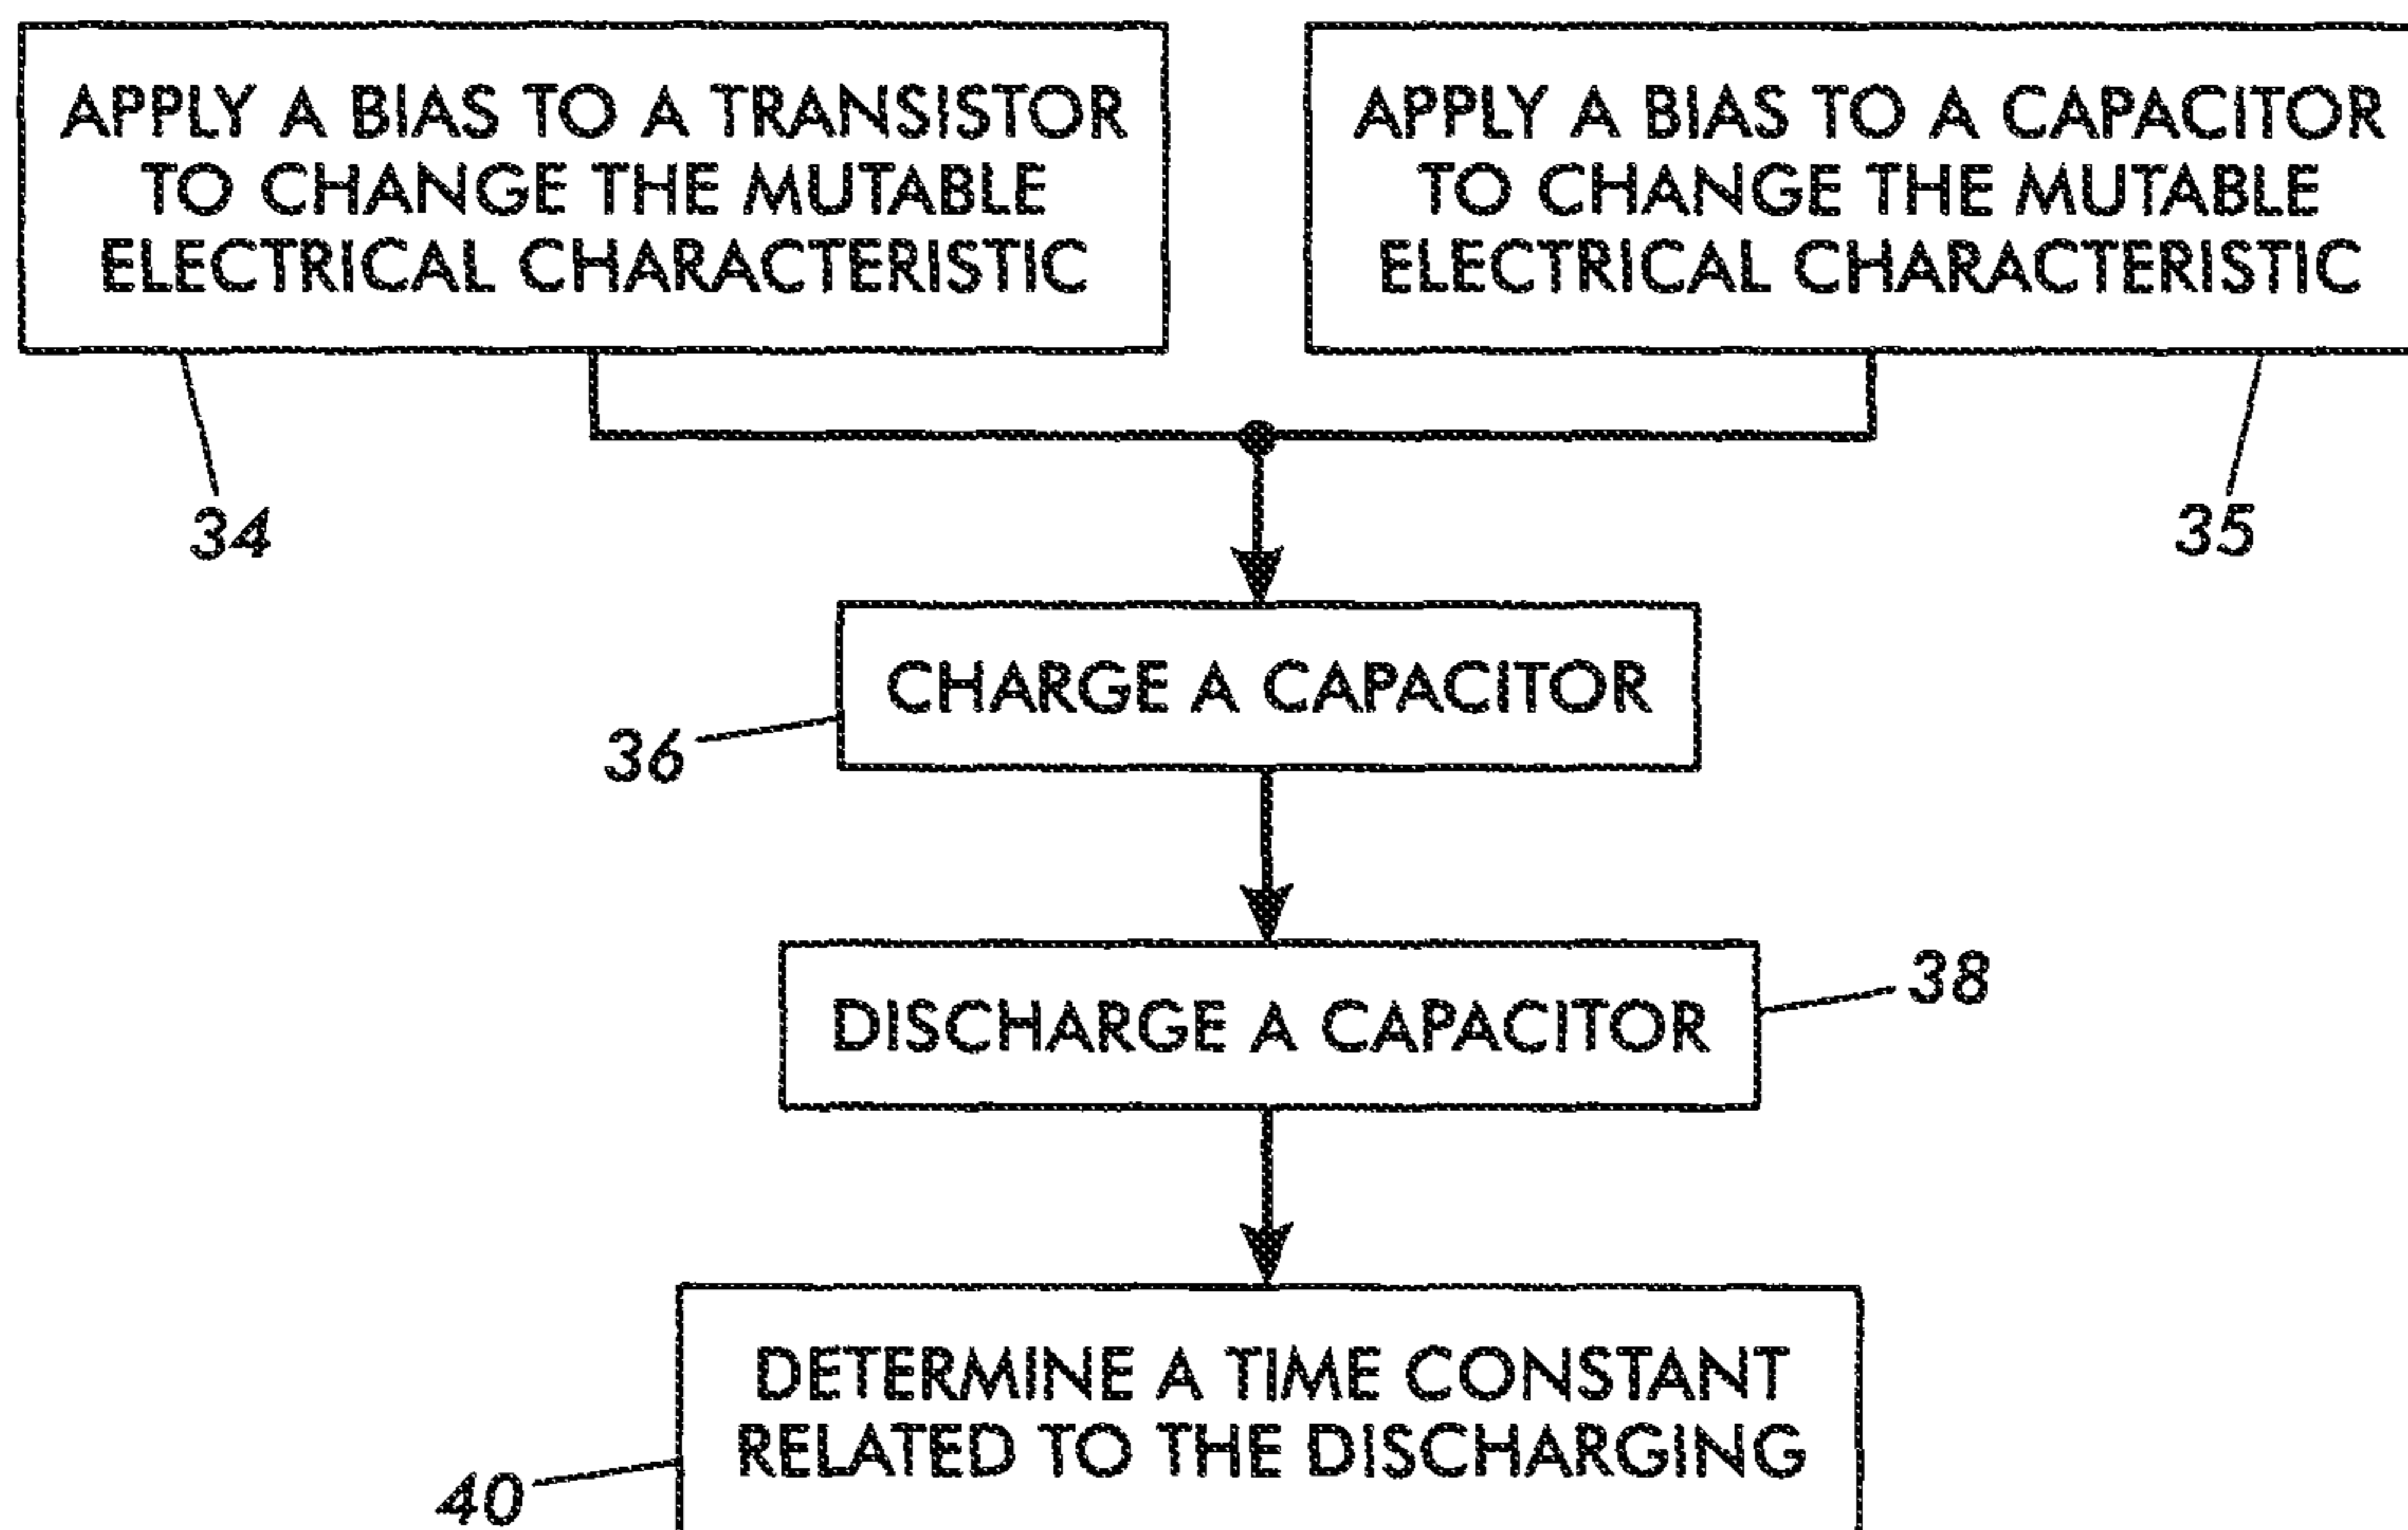 APPLY A BIAS TO A TRANSISTOR
TO CHANGE THE MUTABLE
ELECTRICAL CHARACTERISTIC
34
APPLY A BIAS TO A CAPACITOR
TO CHANGE THE MUTABLE
ELECTRICAL CHARACTERISTIC
35
CHARGE A CAPACITOR
36
DISCHARGE A CAPACITOR
38
DETERMINE A TIME CONSTANT
RELATED TO THE DISCHARGING
40